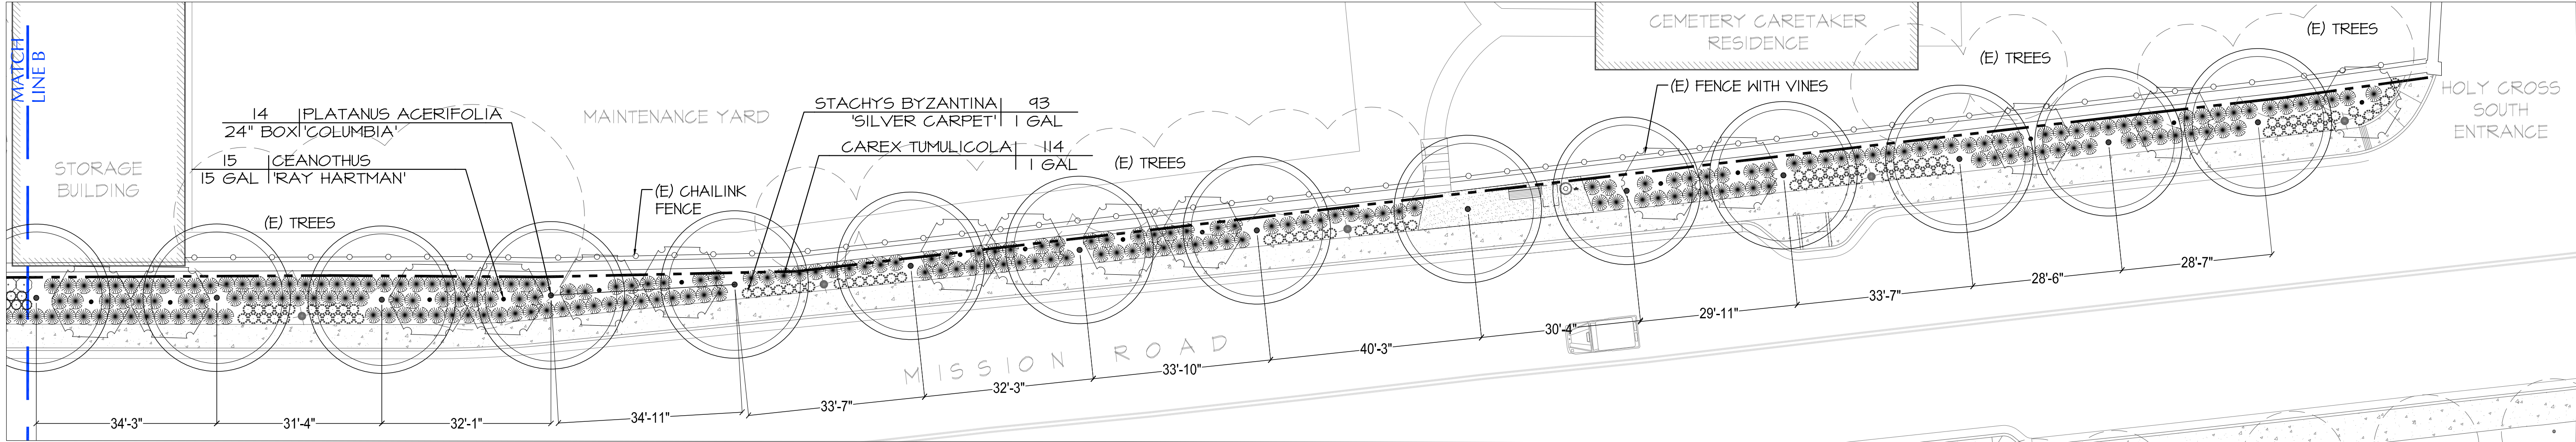 MATCH
LINE B
STORAGE
BUILDING
14 PLATANUS ACERIFOLIA
24" BOX 'COLUMBIA'
15 CEANOTHUS
15 GAL 'RAY HARTMAN'
(E) TREES
MAINTENANCE YARD
(E) CHAILINK
FENCE
STACHYS BYZANTINA 93
'SILVER CARPET' 1 GAL
CAREX TUMULICOLA 114
1 GAL
(E) TREES
CEMETERY CARETAKER
RESIDENCE
(E) FENCE WITH VINES
(E) TREES
(E) TREES
HOLY CROSS
SOUTH
ENTRANCE
MISSION ROAD
34'-3"
31'-4"
32'-1"
34'-11"
33'-7"
32'-3"
33'-10"
40'-3"
30'-4"
29'-11"
33'-7"
28'-6"
28'-7"